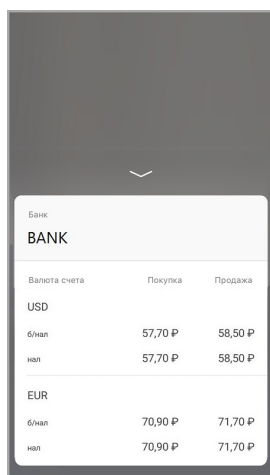 Банк
BANK
Валюта счета Покупка Продажа
USD
б/нал 57,70 ₽ 58,50 ₽
нал 57,70 ₽ 58,50 ₽
EUR
б/нал 70,90 ₽ 71,70 ₽
нал 70,90 ₽ 71,70 ₽